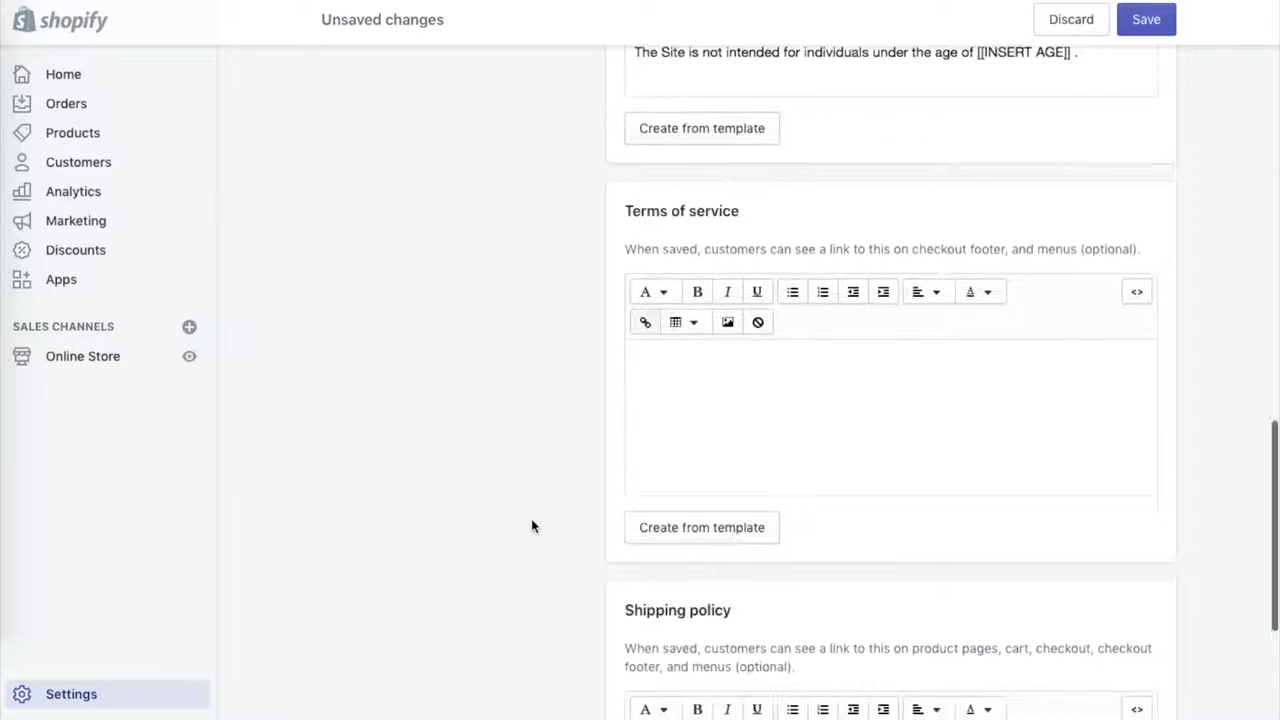 shopify
Unsaved changes
Discard
Save
Home
Orders
Products
Customers
Analytics
Marketing
Discounts
Apps
SALES CHANNELS
Online Store
Settings
The Site is not intended for individuals under the age of [[INSERT AGE]] .
Create from template
Terms of service
When saved, customers can see a link to this on checkout footer, and menus (optional).
A B I U A <>
Create from template
Shipping policy
When saved, customers can see a link to this on product pages, cart, checkout, checkout
footer, and menus (optional).
A B I U A <>